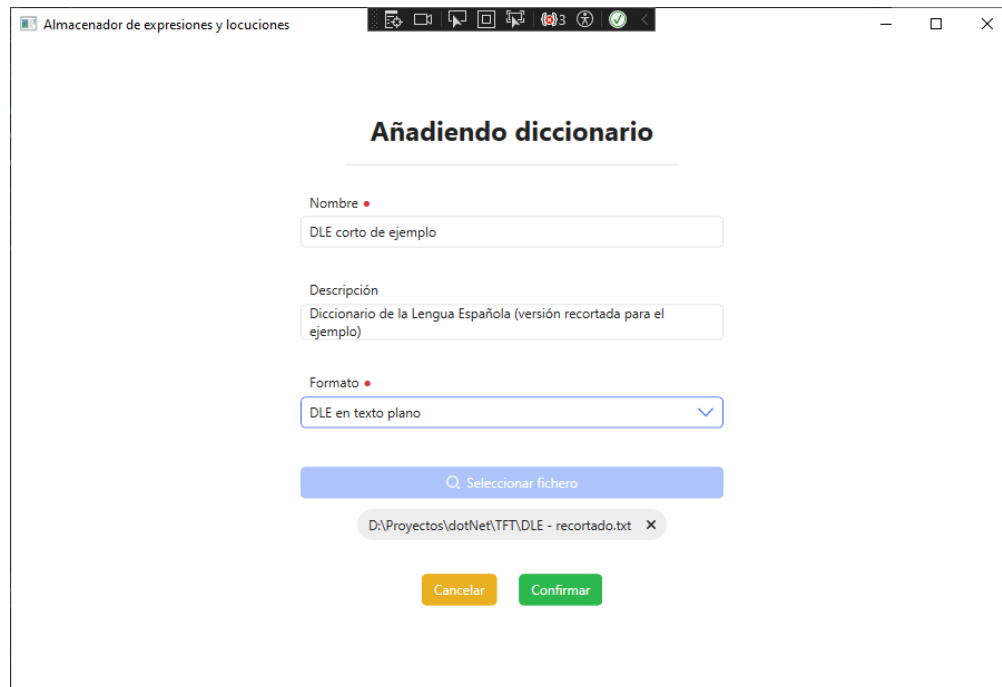 Almacenador de expresiones y locuciones
3
Añadiendo diccionario
Nombre
DLE corto de ejemplo
Descripción
Diccionario de la Lengua Española (versión recortada para el
ejemplo)
Formato
DLE en texto plano
Seleccionar fichero
D:\Proyectos\dotNet\TFT\DLE - recortado.txt
Cancelar
Confirmar